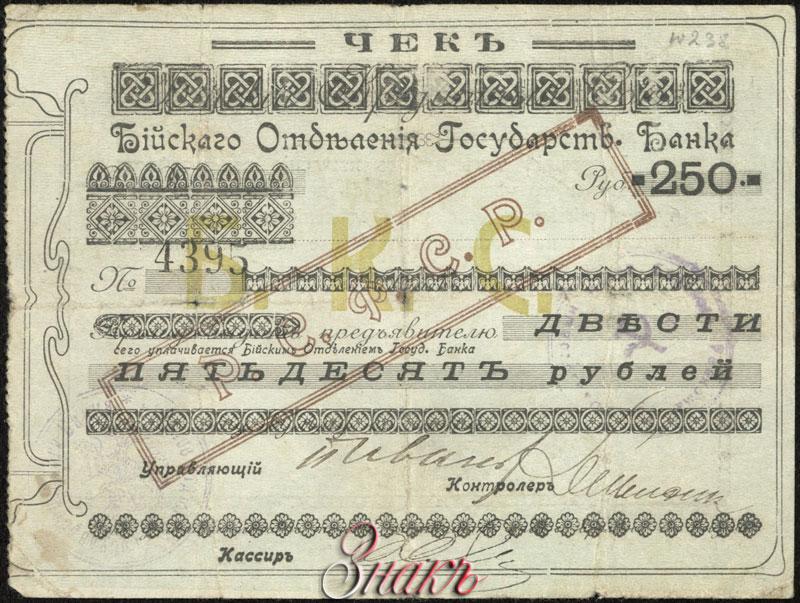 ЧЕКЪ
№238
Бійскаго Отдѣленія Государств. Банка
Руб. 250.
Б.К.С.
Р.С.Ф.С.Р.
№ 4395
предъявителю ДВѢСТИ
сего уплачивается Бійскимъ Отдѣленіемъ Госуд. Банка
ПЯТЬДЕСЯТЪ рублей
Управляющій
Контролеръ
Кассиръ
Знакъ